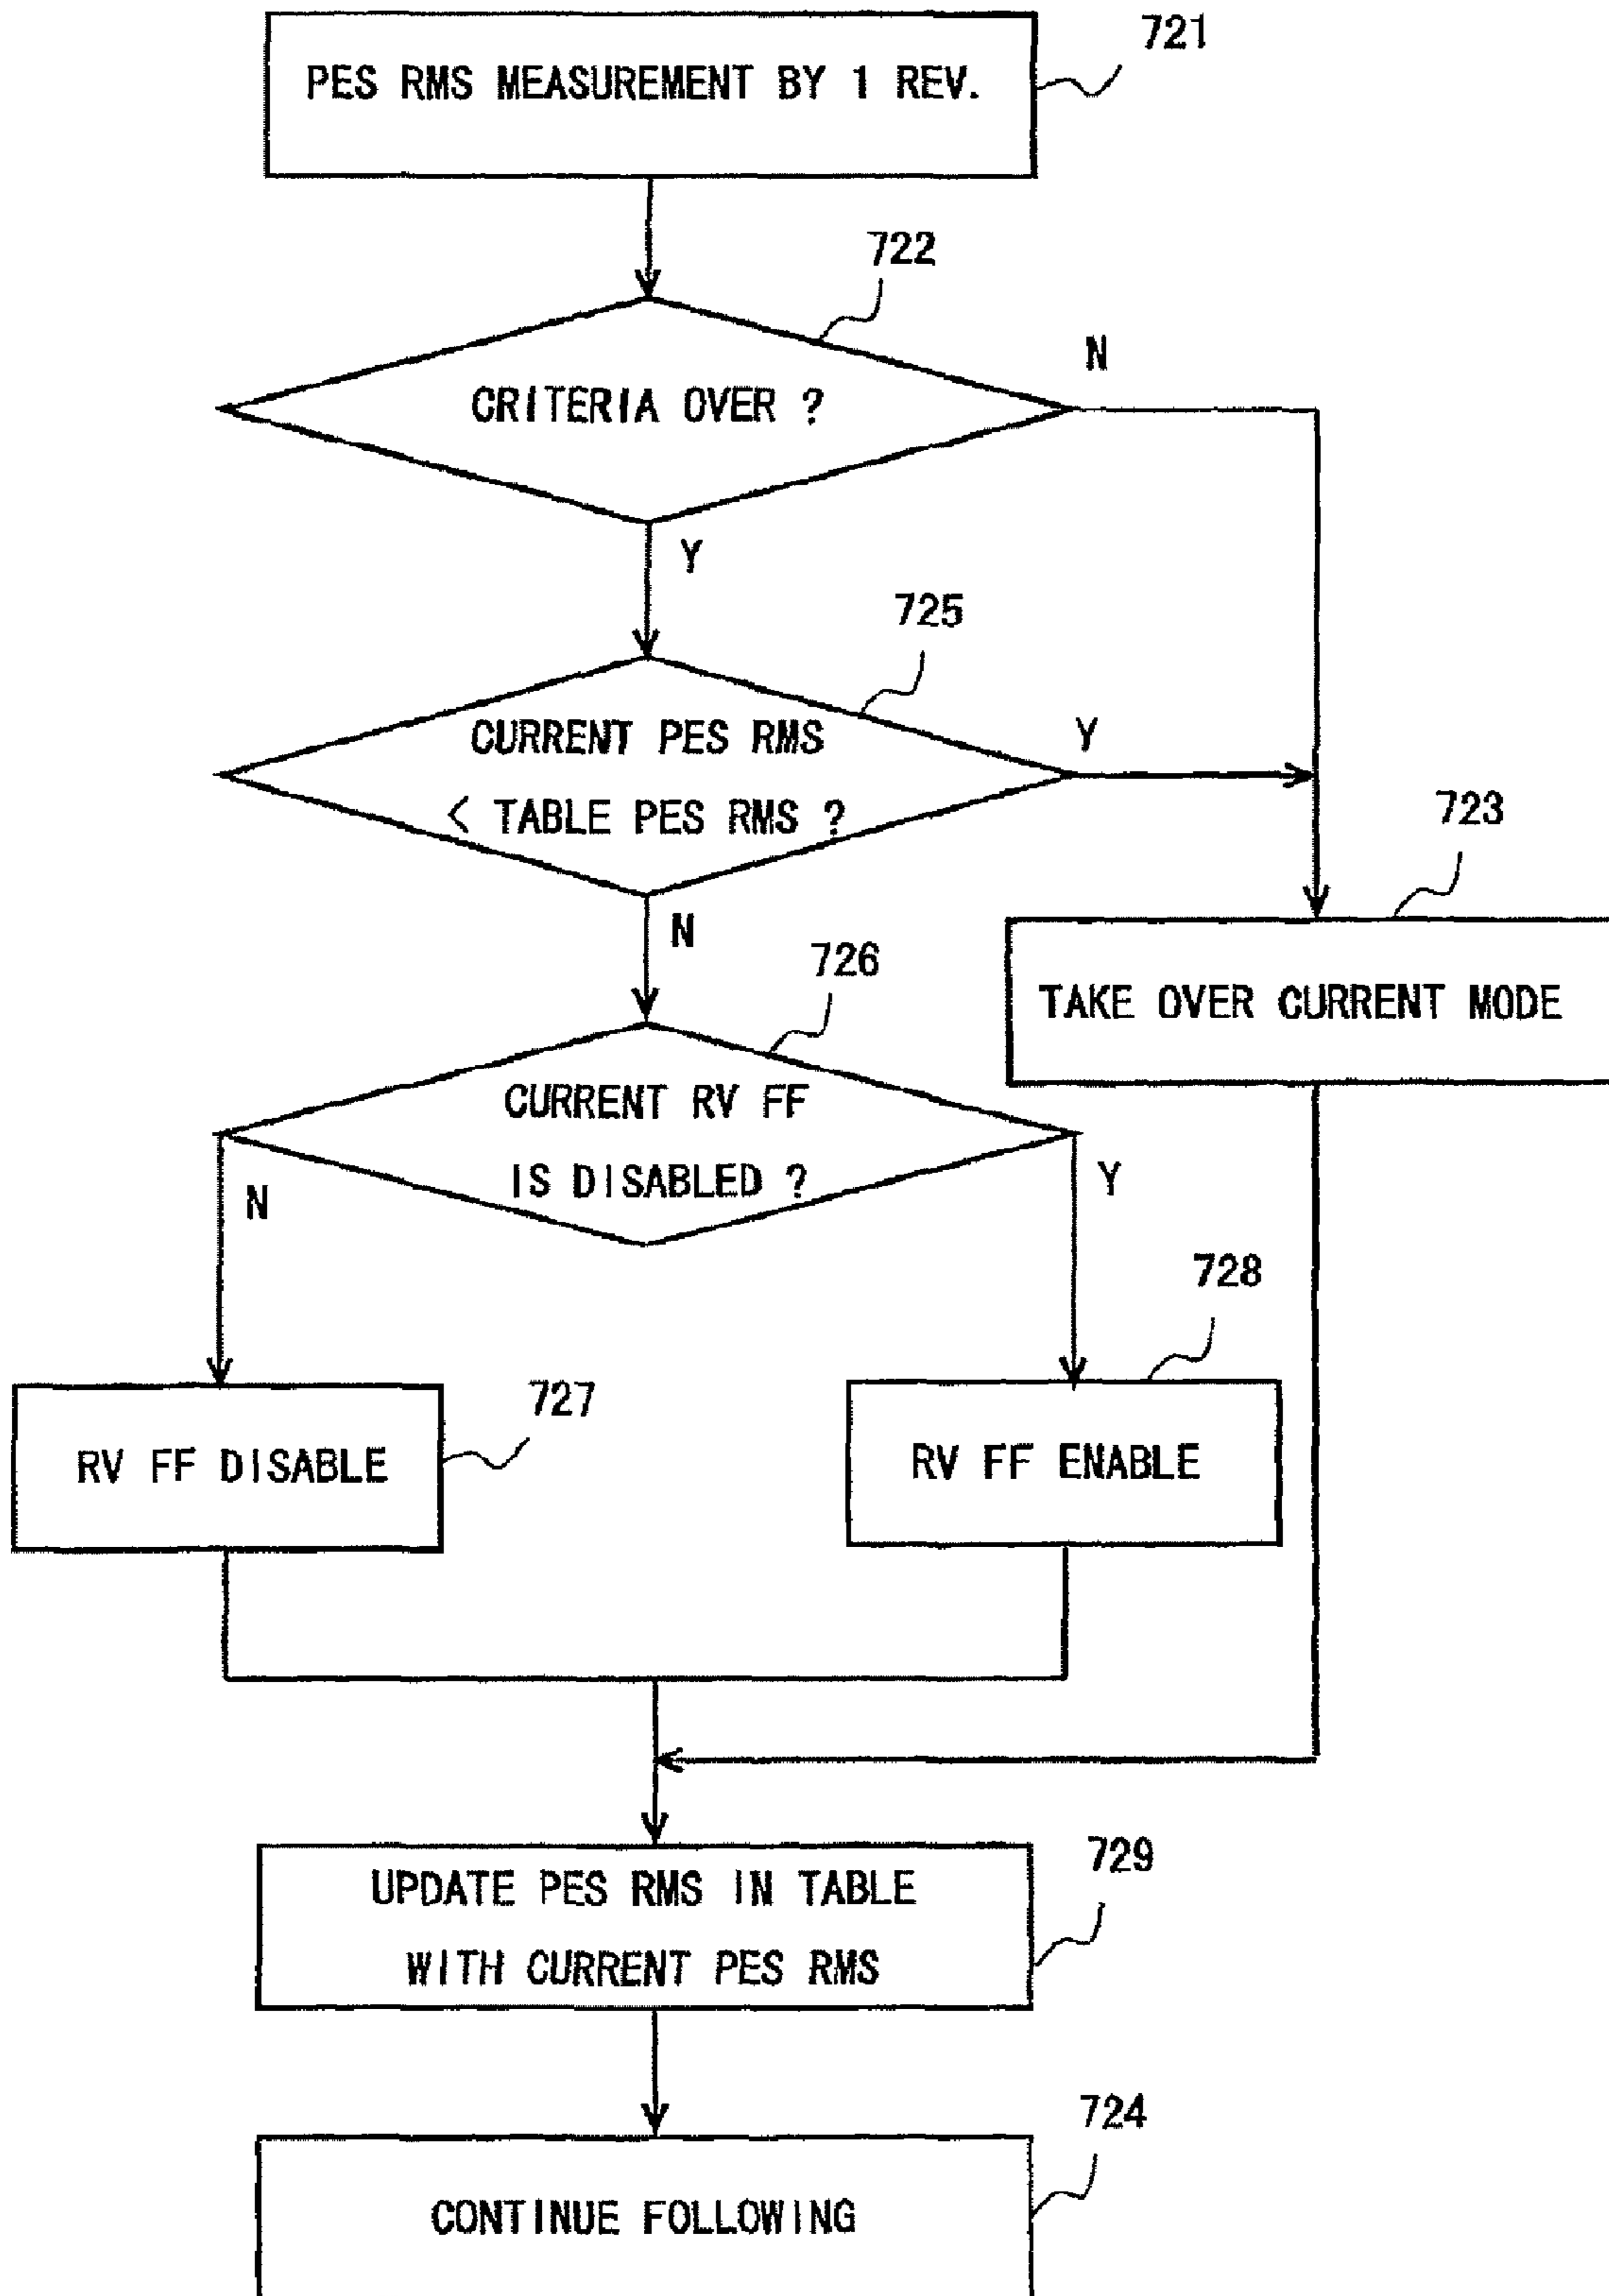 721
PES RMS MEASUREMENT BY 1 REV.
722
CRITERIA OVER ?
N
Y
725
CURRENT PES RMS
< TABLE PES RMS ?
Y
N
723
TAKE OVER CURRENT MODE
726
CURRENT RV FF
IS DISABLED ?
N
Y
727
RV FF DISABLE
728
RV FF ENABLE
729
UPDATE PES RMS IN TABLE
WITH CURRENT PES RMS
724
CONTINUE FOLLOWING